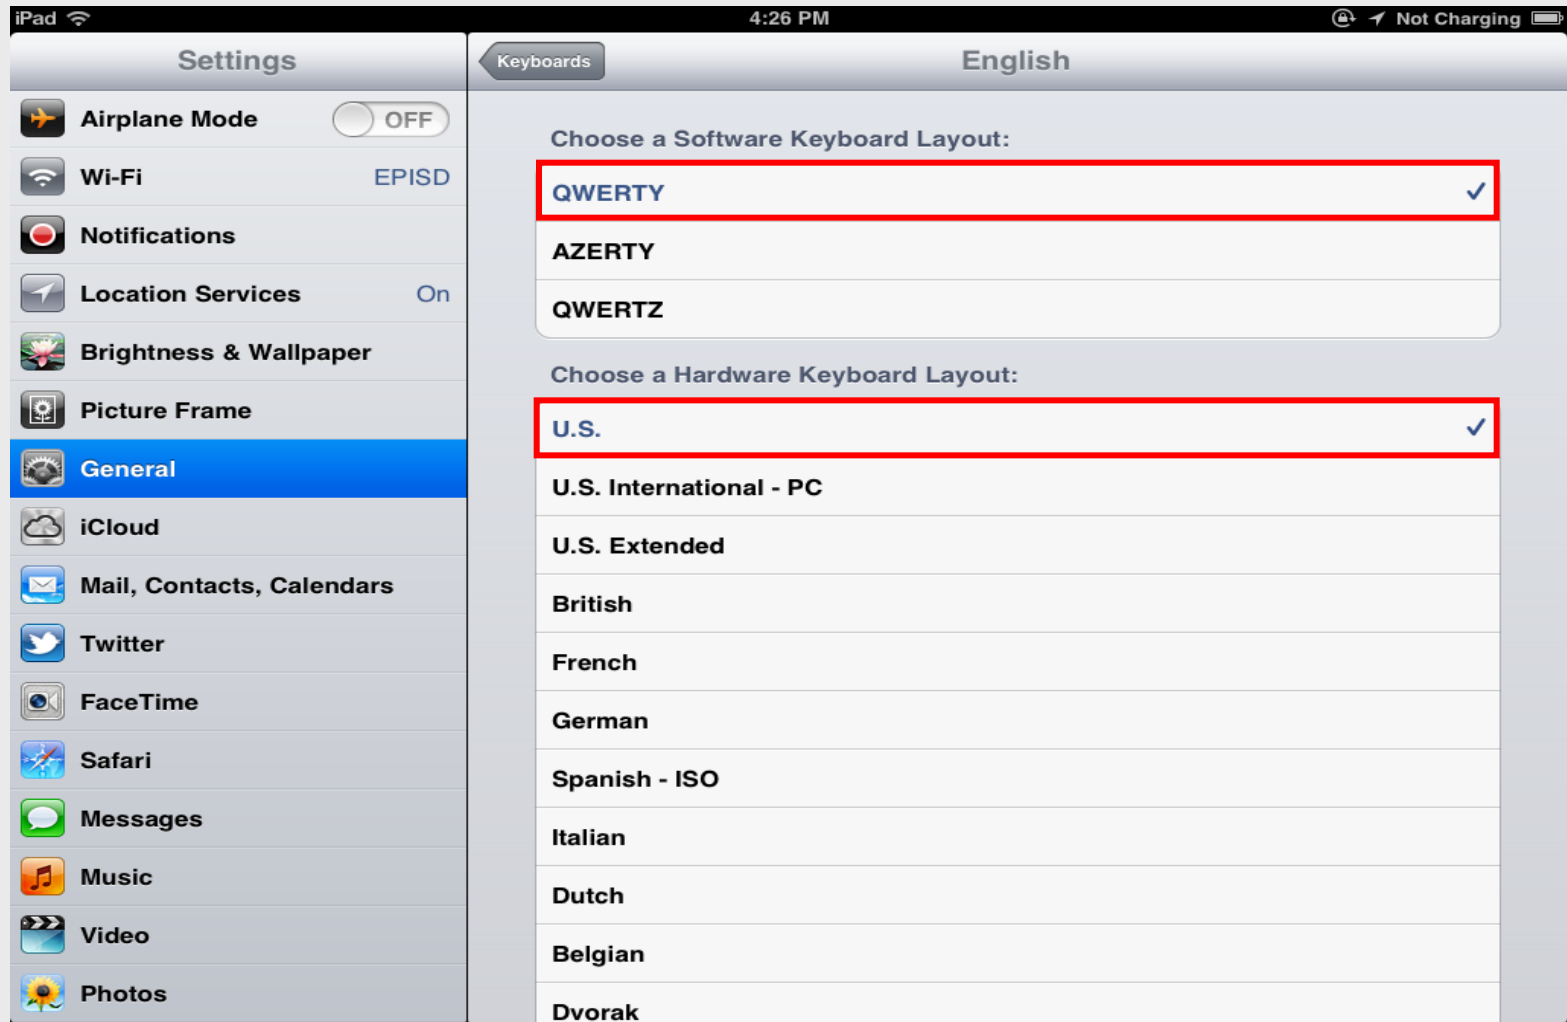 iPad 4:26 PM Not Charging
Settings
Airplane Mode OFF
Wi-Fi EPISD
Notifications
Location Services On
Brightness & Wallpaper
Picture Frame
General
iCloud
Mail, Contacts, Calendars
Twitter
FaceTime
Safari
Messages
Music
Video
Photos
Keyboards English
Choose a Software Keyboard Layout:
QWERTY
AZERTY
QWERTZ
Choose a Hardware Keyboard Layout:
U.S.
U.S. International - PC
U.S. Extended
British
French
German
Spanish - ISO
Italian
Dutch
Belgian
Dvorak